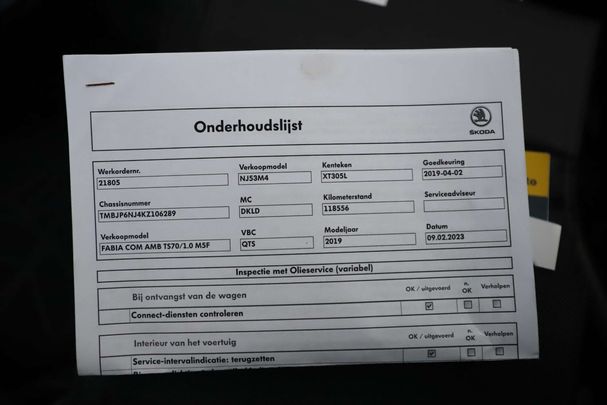 Onderhoudslijst
ŠKODA
Werkordernr. Verkoopmodel Kenteken Goedkeuring
21805 NJ53M4 XT305L 2019-04-02
Chassisnummer MC Kilometerstand Serviceadviseur
TMBJP6NJ4KZ106289 DKLD 118556
Verkoopmodel VBC Modeljaar Datum
FABIA COM AMB TS70/1.0 M5F QTS 2019 09.02.2023
Inspectie met Olieservice (variabel)
Bij ontvangst van de wagen OK / uitgevoerd n. OK Verholpen
Connect-diensten controleren
Interieur van het voertuig OK / uitgevoerd n. OK Verholpen
Service-intervalindicatie: terugzetten